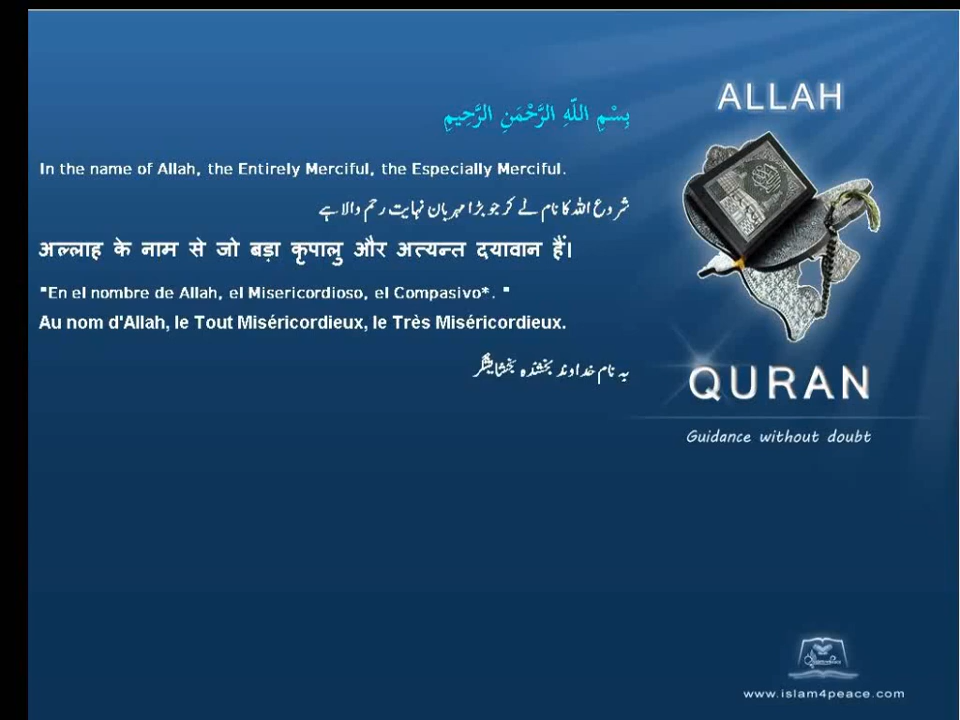 بِسْمِ اللَّهِ الرَّحْمَنِ الرَّحِيمِ
In the name of Allah, the Entirely Merciful, the Especially Merciful.
شروع الله کا نام لے کر جو بڑا مہربان نہایت رحم والا ہے
अल्लाह के नाम से जो बड़ा कृपालु और अत्यन्त दयावान हैं।
"En el nombre de Allah, el Misericordioso, el Compasivo*. "
Au nom d'Allah, le Tout Miséricordieux, le Très Miséricordieux.
به نام خداوند بخشنده بخشایشگر
ALLAH
QURAN
Guidance without doubt
www.islam4peace.com